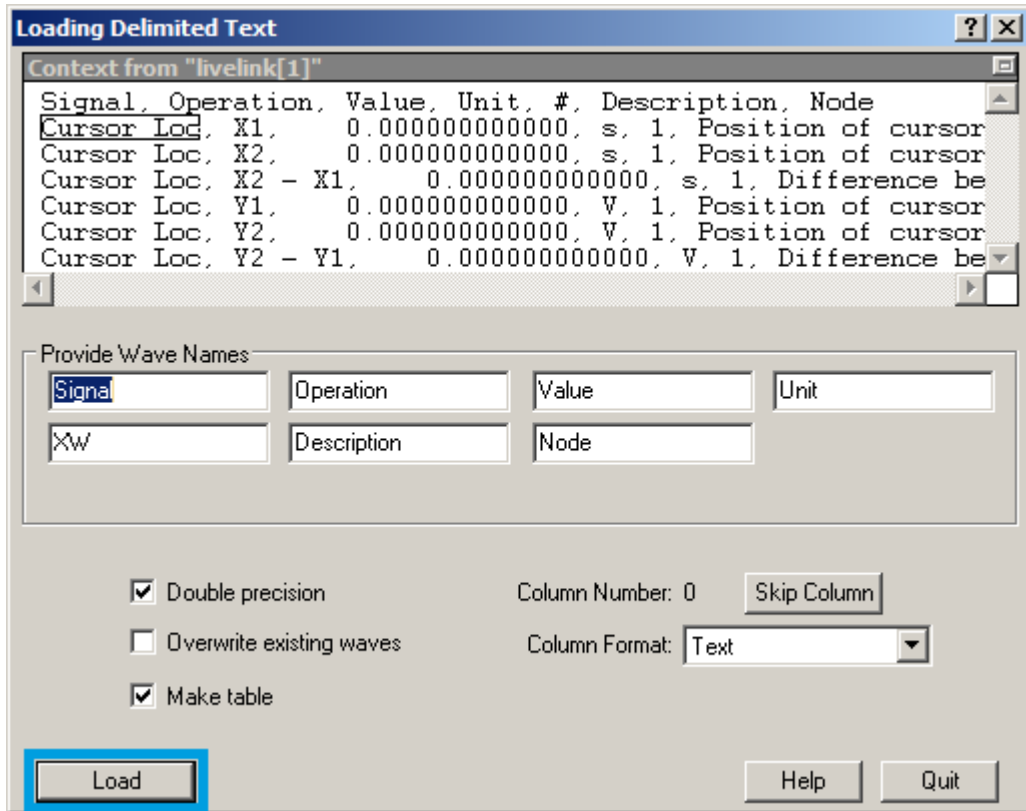 Loading Delimited Text
Context from "livelink[1]"
Signal, Operation, Value, Unit, #, Description, Node
Cursor Loc, X1, 0.000000000000, s, 1, Position of cursor
Cursor Loc, X2, 0.000000000000, s, 1, Position of cursor
Cursor Loc, X2 - X1, 0.000000000000, s, 1, Difference be
Cursor Loc, Y1, 0.000000000000, V, 1, Position of cursor
Cursor Loc, Y2, 0.000000000000, V, 1, Position of cursor
Cursor Loc, Y2 - Y1, 0.000000000000, V, 1, Difference be
Provide Wave Names
Signal Operation Value Unit
XW Description Node
Double precision Column Number: 0 Skip Column
Overwrite existing waves Column Format: Text
Make table
Load Help Quit